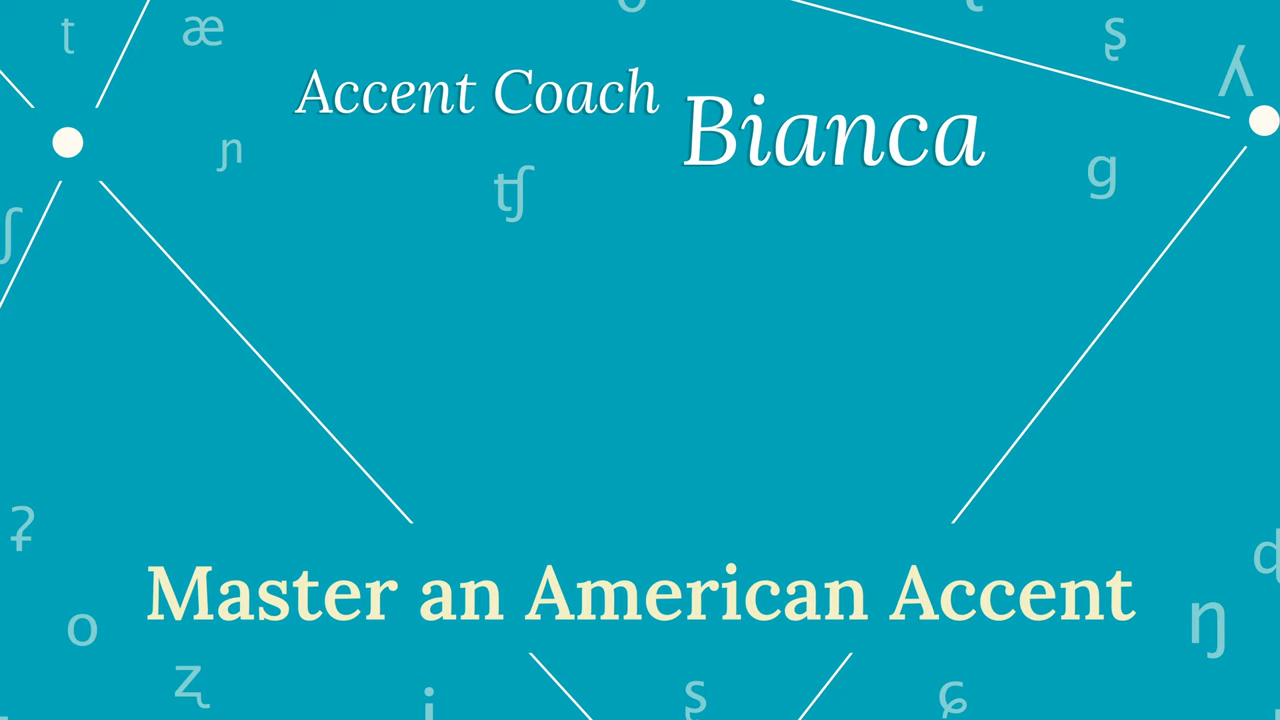 t æ ʂ
ʎ
Accent Coach Bianca
ɲ ʧ g
ʃ
ʔ
Master an American Accent
o ŋ
ʐ i ʂ ɕ